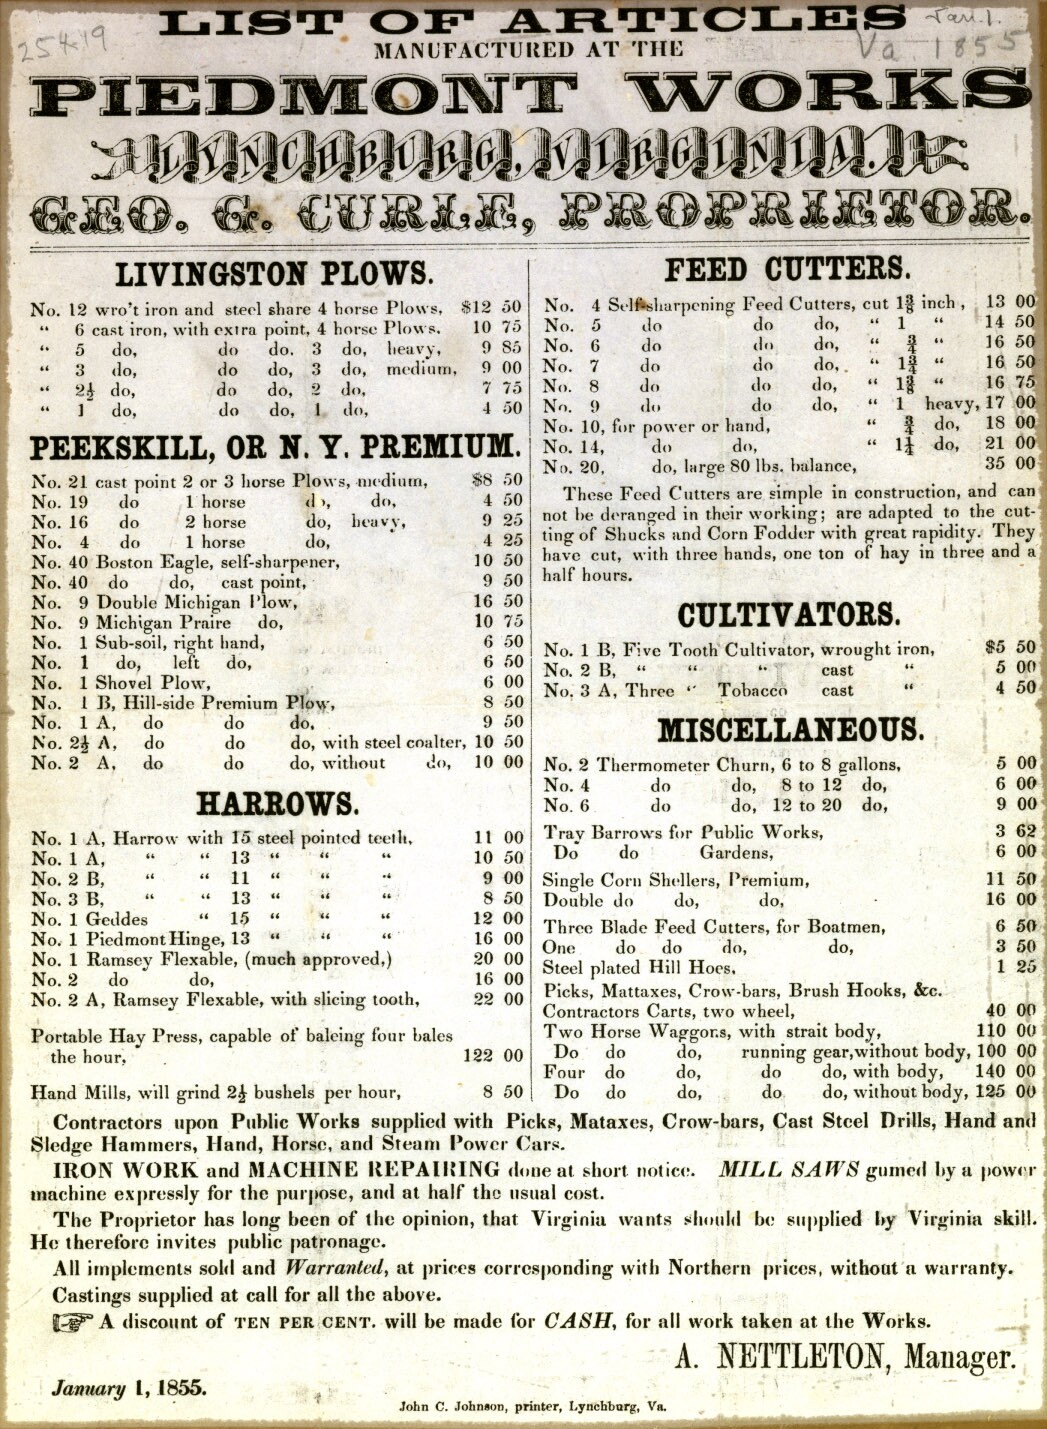 LIST OF ARTICLES
25419
Jan. 1.
Va 1855
MANUFACTURED AT THE
PIEDMONT WORKS
LYNCHBURG, VIRGINIA.
GEO. G. CURLE, PROPRIETOR.
LIVINGSTON PLOWS.
No. 12 wro't iron and steel share 4 horse Plows, $12 50
“ 6 cast iron, with extra point, 4 horse Plows. 10 75
“ 5 do, do do. 3 do, heavy, 9 85
“ 3 do, do do, 3 do, medium, 9 00
“ 2½ do, do do, 2 do, 7 75
“ 1 do, do do, 1 do, 4 50
PEEKSKILL, OR N. Y. PREMIUM.
No. 21 cast point 2 or 3 horse Plows, medium, $8 50
No. 19 do 1 horse do, do, 4 50
No. 16 do 2 horse do, heavy, 9 25
No. 4 do 1 horse do, 4 25
No. 40 Boston Eagle, self-sharpener, 10 50
No. 40 do do, cast point, 9 50
No. 9 Double Michigan Plow, 16 50
No. 9 Michigan Praire do, 10 75
No. 1 Sub-soil, right hand, 6 50
No. 1 do, left do, 6 50
No. 1 Shovel Plow, 6 00
No. 1 B, Hill-side Premium Plow, 8 50
No. 1 A, do do do, 9 50
No. 2½ A, do do do, with steel coalter, 10 50
No. 2 A, do do do, without do, 10 00
HARROWS.
No. 1 A, Harrow with 15 steel pointed teeth, 11 00
No. 1 A, “ “ 13 “ “ “ 10 50
No. 2 B, “ “ 11 “ “ “ 9 00
No. 3 B, “ “ 13 “ “ “ 8 50
No. 1 Geddes “ 15 “ “ “ 12 00
No. 1 Piedmont Hinge, 13 “ “ “ 16 00
No. 1 Ramsey Flexable, (much approved,) 20 00
No. 2 do do, 16 00
No. 2 A, Ramsey Flexable, with slicing tooth, 22 00
Portable Hay Press, capable of baleing four bales
the hour, 122 00
Hand Mills, will grind 2½ bushels per hour, 8 50
FEED CUTTERS.
No. 4 Self-sharpening Feed Cutters, cut 1⅜ inch, 13 00
No. 5 do do do, “ 1 “ 14 50
No. 6 do do do, “ ¾ “ 16 50
No. 7 do do do, “ 1¾ “ 16 50
No. 8 do do do, “ 1⅜ “ 16 75
No. 9 do do do, “ 1 heavy, 17 00
No. 10, for power or hand, “ ¾ do, 18 00
No. 14, do do, “ 1¼ do, 21 00
No. 20, do, large 80 lbs. balance, 35 00
These Feed Cutters are simple in construction, and can
not be deranged in their working; are adapted to the cut-
ting of Shucks and Corn Fodder with great rapidity. They
have cut, with three hands, one ton of hay in three and a
half hours.
CULTIVATORS.
No. 1 B, Five Tooth Cultivator, wrought iron, $5 50
No. 2 B, “ “ “ cast “ 5 00
No. 3 A, Three “ Tobacco cast “ 4 50
MISCELLANEOUS.
No. 2 Thermometer Churn, 6 to 8 gallons, 5 00
No. 4 do do, 8 to 12 do, 6 00
No. 6 do do, 12 to 20 do, 9 00
Tray Barrows for Public Works, 3 62
Do do Gardens, 6 00
Single Corn Shellers, Premium, 11 50
Double do do, do, 16 00
Three Blade Feed Cutters, for Boatmen, 6 50
One do do do, do, 3 50
Steel plated Hill Hoes, 1 25
Picks, Mattaxes, Crow-bars, Brush Hooks, &c.
Contractors Carts, two wheel, 40 00
Two Horse Waggons, with strait body, 110 00
Do do do, running gear, without body, 100 00
Four do do, do do, with body, 140 00
Do do do, do do, without body, 125 00
Contractors upon Public Works supplied with Picks, Mataxes, Crow-bars, Cast Steel Drills, Hand and
Sledge Hammers, Hand, Horse, and Steam Power Cars.
IRON WORK and MACHINE REPAIRING done at short notice. MILL SAWS gumed by a power
machine expressly for the purpose, and at half the usual cost.
The Proprietor has long been of the opinion, that Virginia wants should be supplied by Virginia skill.
He therefore invites public patronage.
All implements sold and Warranted, at prices corresponding with Northern prices, without a warranty.
Castings supplied at call for all the above.
☞ A discount of TEN PER CENT. will be made for CASH, for all work taken at the Works.
A. NETTLETON, Manager.
January 1, 1855.
John C. Johnson, printer, Lynchburg, Va.